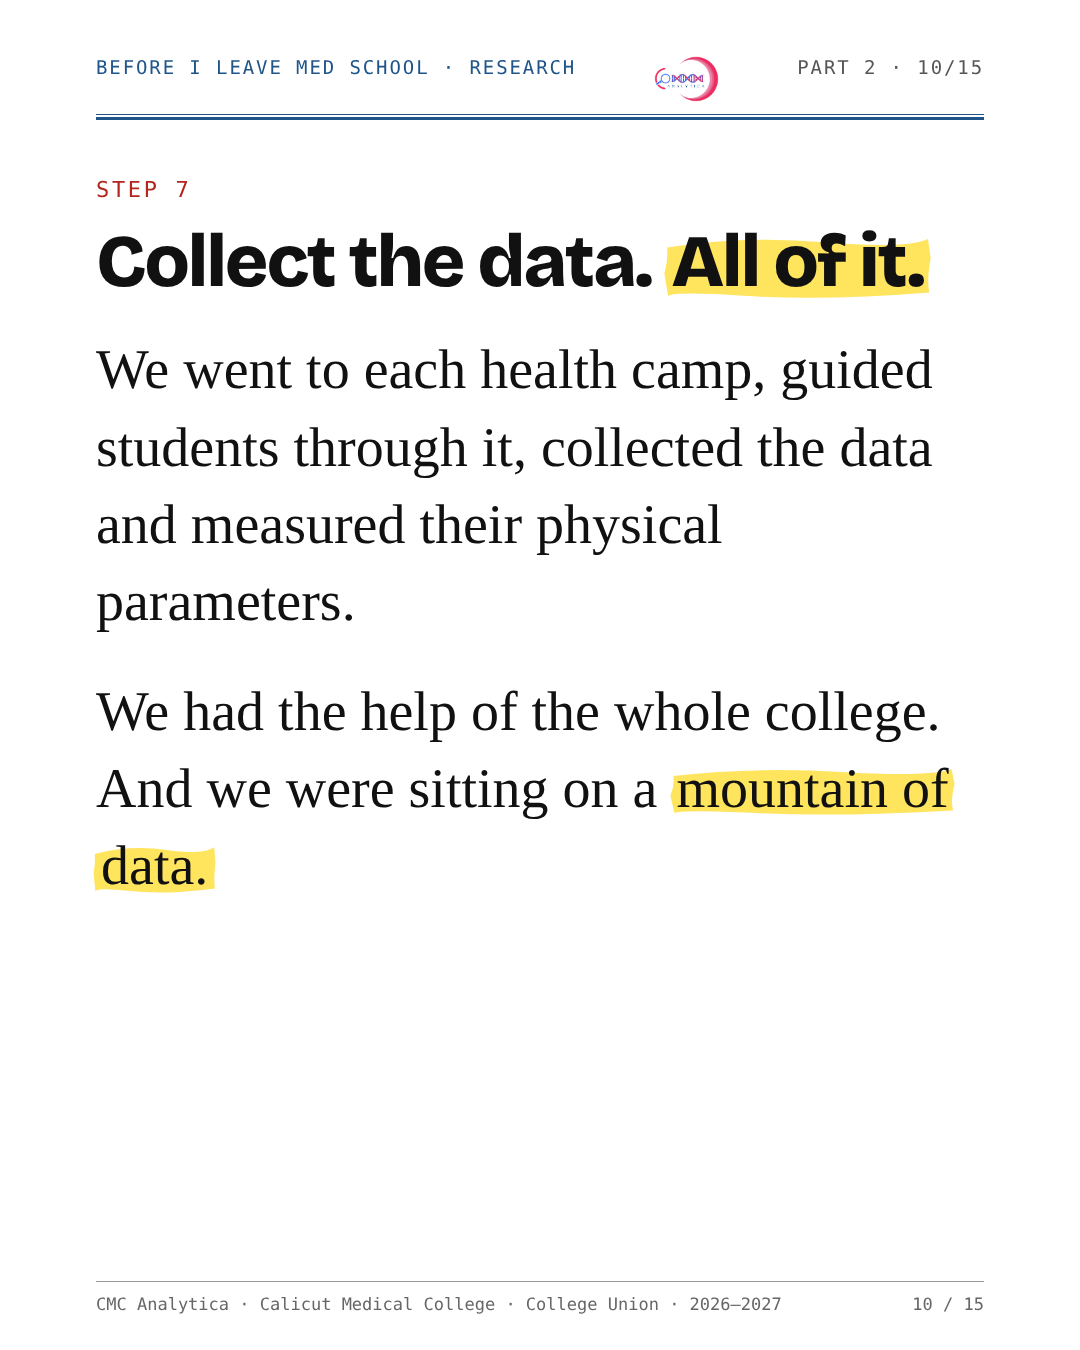 BEFORE I LEAVE MED SCHOOL · RESEARCH
ANALYTICA
PART 2 · 10/15
STEP 7
Collect the data. All of it.
We went to each health camp, guided
students through it, collected the data
and measured their physical
parameters.
We had the help of the whole college.
And we were sitting on a mountain of
data.
CMC Analytica · Calicut Medical College · College Union · 2026–2027
10 / 15